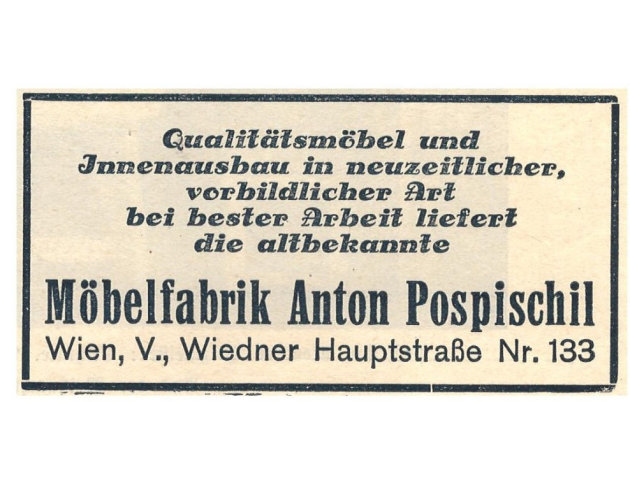 Qualitätsmöbel und
Innenausbau in neuzeitlicher,
vorbildlicher Art
bei bester Arbeit liefert
die altbekannte
Möbelfabrik Anton Pospischil
Wien, V., Wiedner Hauptstraße Nr. 133